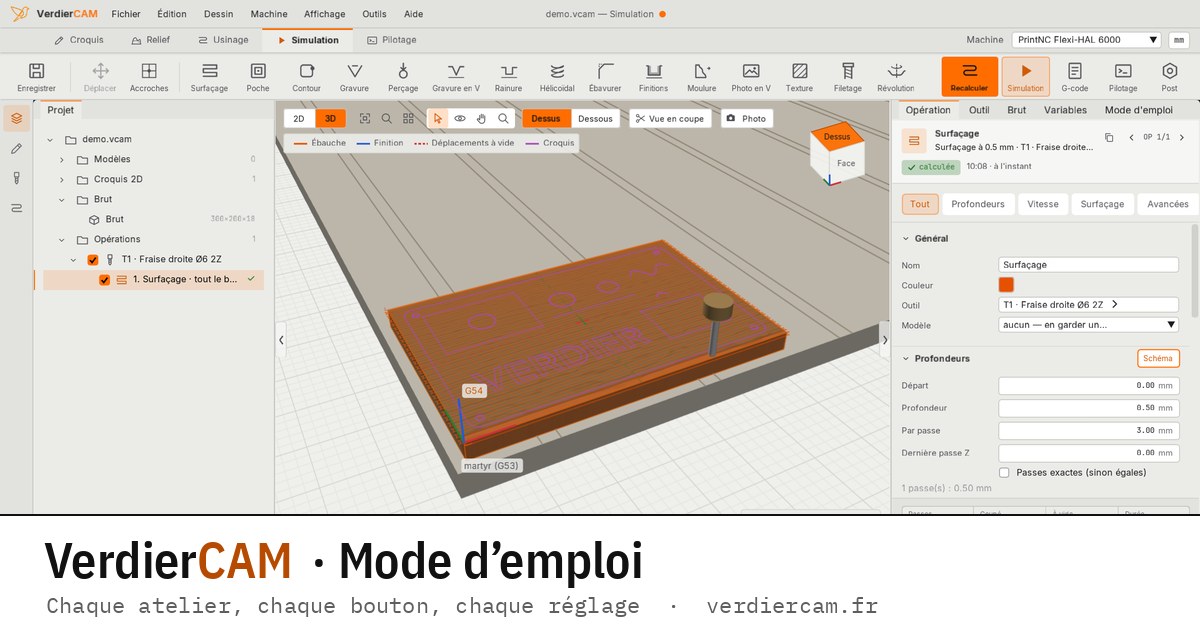 VerdierCAM Fichier Édition Dessin Machine Affichage Outils Aide demo.vcam — Simulation
Croquis Relief Usinage Simulation Pilotage Machine PrintNC Flexi-HAL 6000 mm
Enregistrer Déplacer Accroches Surfaçage Poche Contour Gravure Perçage Gravure en V Rainure Hélicoïdal Ébavurer Finitions Moulure Photo en V Texture Filetage Révolution Recalculer Simulation G-code Pilotage Post
Projet
demo.vcam
Modèles 0
Croquis 2D 1
Brut
Brut 300×200×18
Opérations 1
T1 · Fraise droite Ø6 2Z
1. Surfaçage · tout le b...
2D 3D Dessus Dessous Vue en coupe Photo
Ébauche Finition Déplacements à vide Croquis
Dessus
Face
G54
martyr (G53)
Opération Outil Brut Variables Mode d'emploi
Surfaçage
Surfaçage à 0.5 mm · T1 · Fraise droite...
OP 1/1
calculée 10:08 · à l'instant
Tout Profondeurs Vitesse Surfaçage Avancées
Général
Nom Surfaçage
Couleur
Outil T1 · Fraise droite Ø6 2Z
Modèle aucun — en garder un...
Profondeurs Schéma
Départ 0.00 mm
Profondeur 0.50 mm
Par passe 3.00 mm
Dernière passe Z 0.00 mm
Passes exactes (sinon égales)
1 passe(s) : 0.50 mm
VerdierCAM · Mode d’emploi
Chaque atelier, chaque bouton, chaque réglage · verdiercam.fr